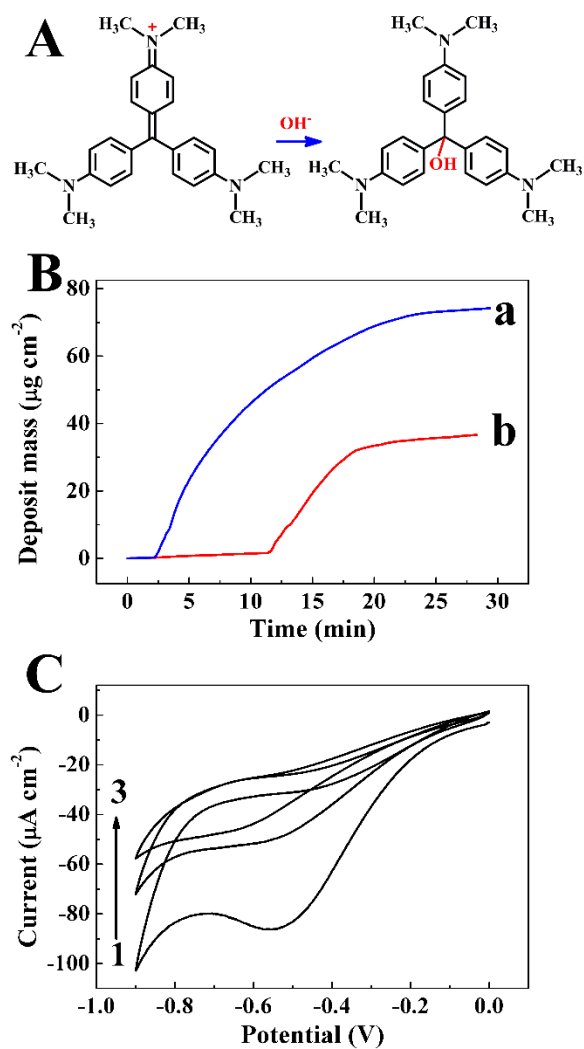 A
H₃C CH₃
+
N
H₃C
N
CH₃
N
CH₃
CH₃
OH⁻
H₃C
N
CH₃
OH
H₃C
N
CH₃
N
CH₃
CH₃
B
80
60
40
20
0
Deposit mass (μg cm⁻²)
a
b
0 5 10 15 20 25 30
Time (min)
C
0
-20
-40
-60
-80
-100
Current (μA cm⁻²)
3
1
-1.0 -0.8 -0.6 -0.4 -0.2 0.0
Potential (V)